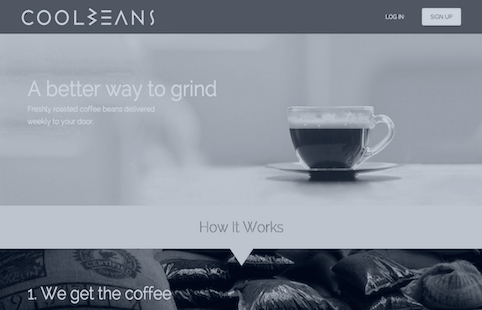 COOLBEANS
LOG IN
SIGN UP
A better way to grind
Freshly roasted coffee beans delivered
weekly to your door.
How It Works
1. We get the coffee